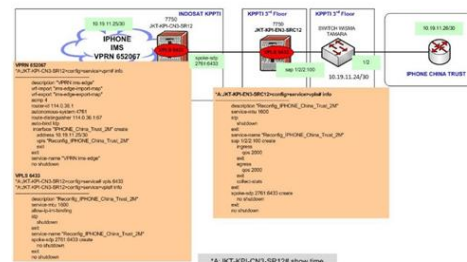 INDOSAT KPPTI
KPPTI 3rd Floor
KPPTI 3rd Floor
10.19.11.25/30
7750
JKT-KPI-CN3-SR12
7750
JKT-KPI-EN3-SRC12
SWITCH WISMA
TAMARA
10.19.11.26/30
IPHONE
IMS
VPRN 652067
VPLS 6433
VPLS 6433
1/2
spoke-sdp
2761:6433
sap 1/2/2:100
10.19.11.24/30
IPHONE CHINA TRUST
VPRN 652067
*A:JKT-KPI-CN3-SR12>config>service>vprn# info
description "VPRN ims-edge"
vrf-import "ims-edge-import-map"
vrf-export "ims-edge-export-map"
ecmp
router-id 114.0.36.1
autonomous-system 4761
route-distinguisher 114.0.36.1:67
auto-bind ldp
interface "IPHONE_China_Trust_2M" create
address 10.19.11.25/30
vpls "Reconfig_IPHONE_China_Trust_2M"
exit
exit
service-name "VPRN ims-edge"
no shutdown
VPLS 6433
*A:JKT-KPI-CN3-SR12>config>service# vpls 6433
*A:JKT-KPI-CN3-SR12>config>service>vpls# info
description "Reconfig_IPHONE_China_Trust_2M"
service-mtu 1600
allow-ip-int-binding
stp
shutdown
exit
service-name "Reconfig_IPHONE_China_Trust_2M"
spoke-sdp 2761:6433 create
no shutdown
exit
no shutdown
*A:JKT-KPI-EN3-SRC12>config>service>vpls# info
description "Reconfig_IPHONE_China_Trust_2M"
service-mtu 1600
stp
shutdown
exit
service-name "Reconfig_IPHONE_China_Trust_2M"
sap 1/2/2:100 create
ingress
qos 2000
exit
egress
qos 2000
exit
collect-stats
exit
spoke-sdp 2761:6433 create
no shutdown
exit
no shutdown
*A:JKT-KPI-CN3-SR12# show time